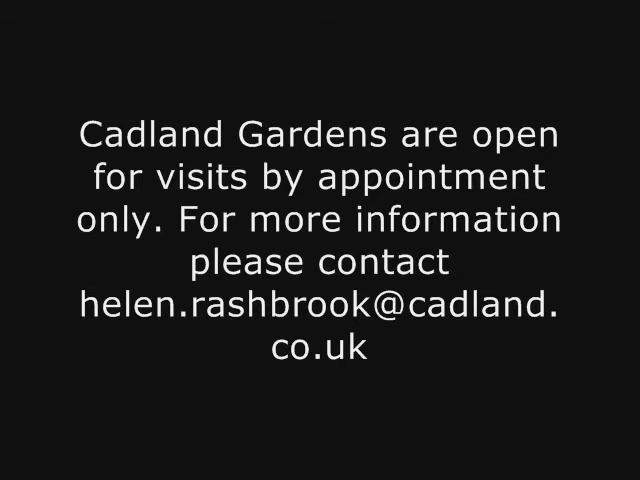 Cadland Gardens are open
for visits by appointment
only. For more information
please contact
helen.rashbrook@cadland.
co.uk